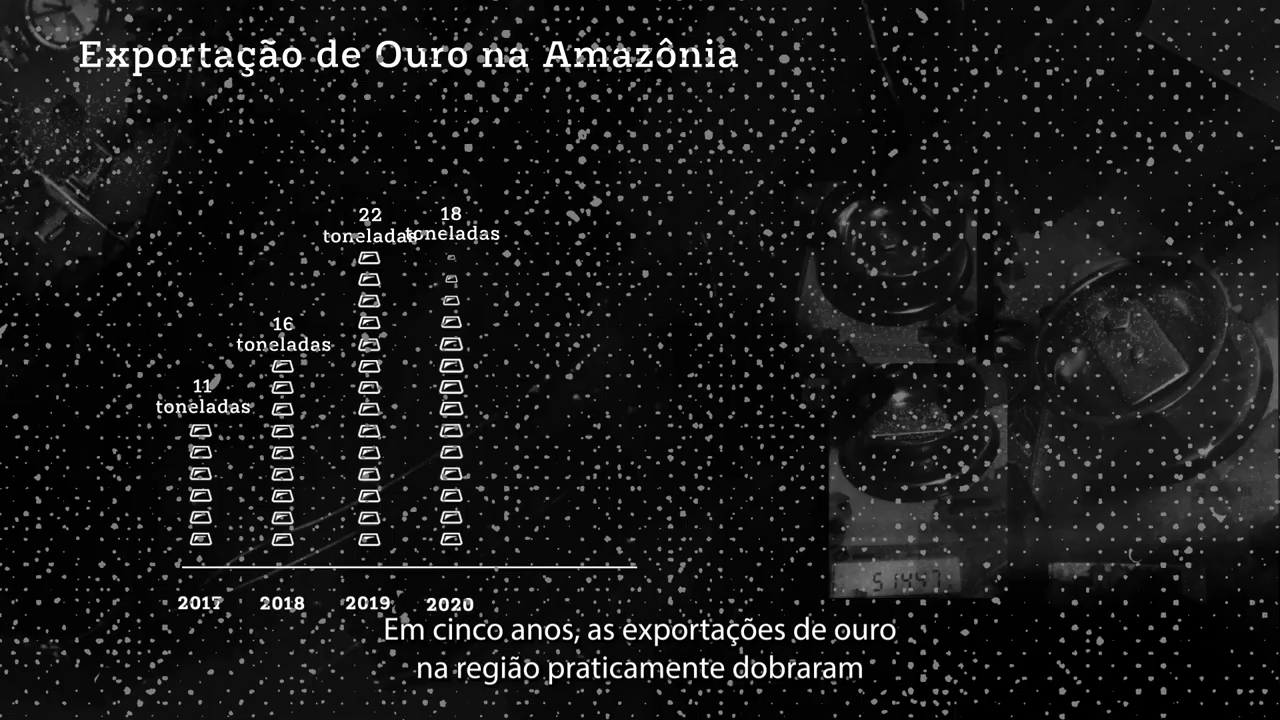 Exportação de Ouro na Amazônia
22
toneladas
18
toneladas
16
toneladas
11
toneladas
2017 2018 2019 2020
Em cinco anos, as exportações de ouro
na região praticamente dobraram